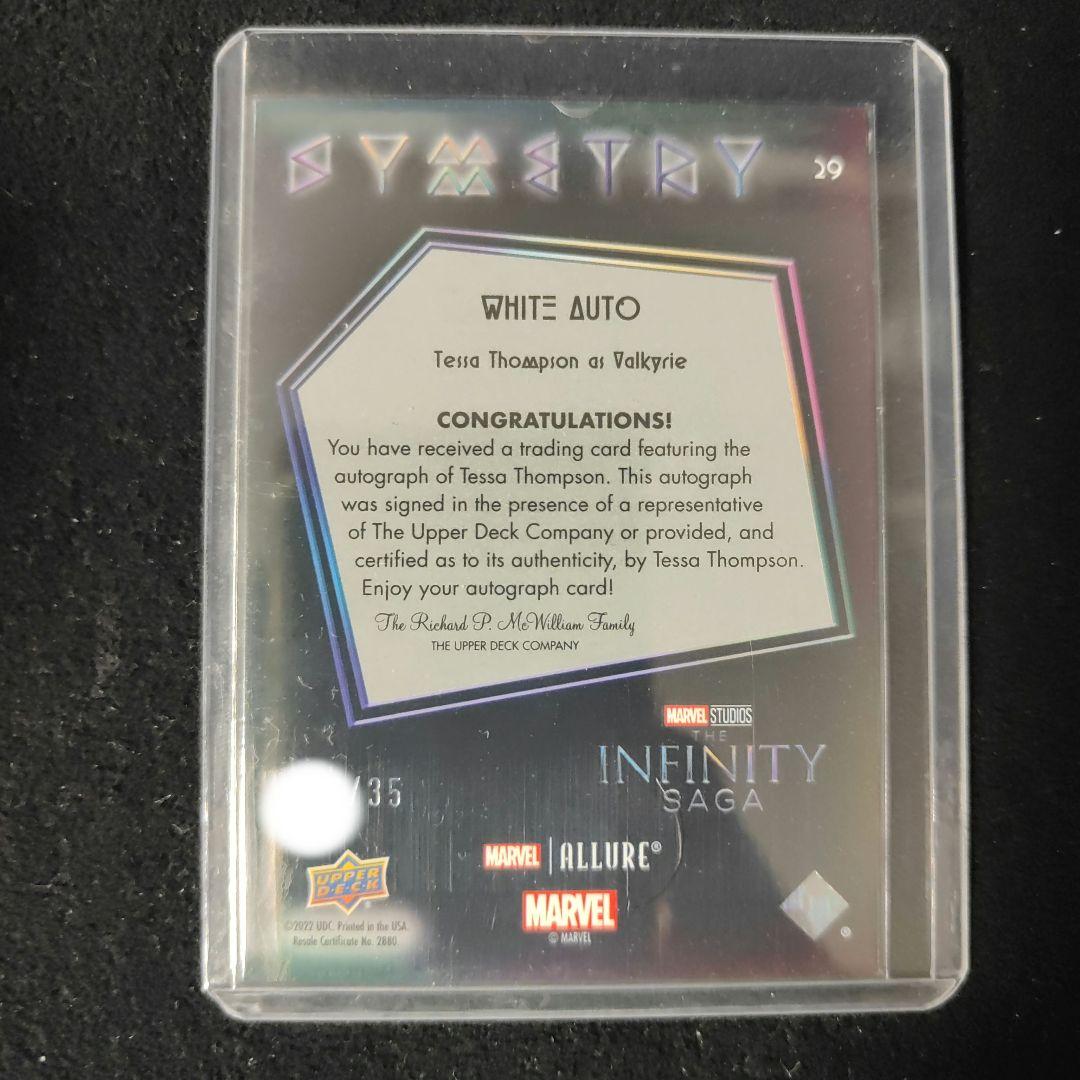 SYMMETRY
29
WHITE AUTO
Tessa Thompson as Valkyrie
CONGRATULATIONS!
You have received a trading card featuring the
autograph of Tessa Thompson. This autograph
was signed in the presence of a representative
of The Upper Deck Company or provided, and
certified as to its authenticity, by Tessa Thompson.
Enjoy your autograph card!
The Richard P. McWilliam Family
THE UPPER DECK COMPANY
MARVEL STUDIOS
THE
INFINITY
SAGA
/35
MARVEL | ALLURE®
UPPER
D·E·C·K
®
MARVEL
© MARVEL
©2022 UDC. Printed in the USA.
Resale Certificate No. 2880.
®